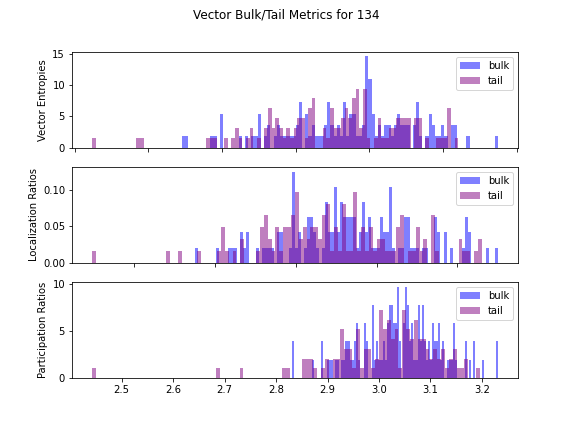 Vector Bulk/Tail Metrics for 134
Vector Entropies
15
10
5
0
bulk
tail
Localization Ratios
0.10
0.05
0.00
bulk
tail
Participation Ratios
10
5
0
bulk
tail
2.5 2.6 2.7 2.8 2.9 3.0 3.1 3.2